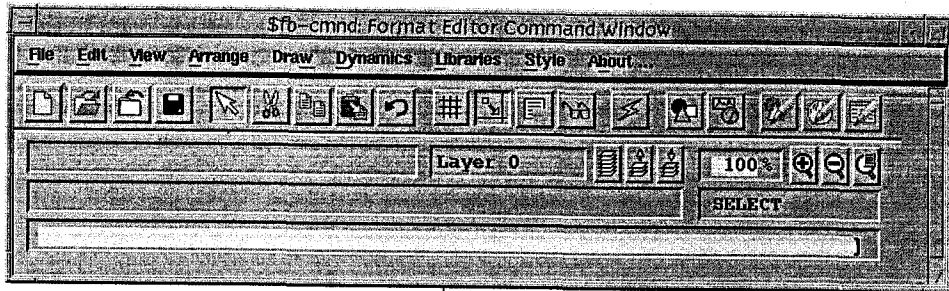 $fb-cmnd: Format Editor Command Window
File Edit View Arrange Draw Dynamics Libraries Style About...
Layer 0 100%
SELECT